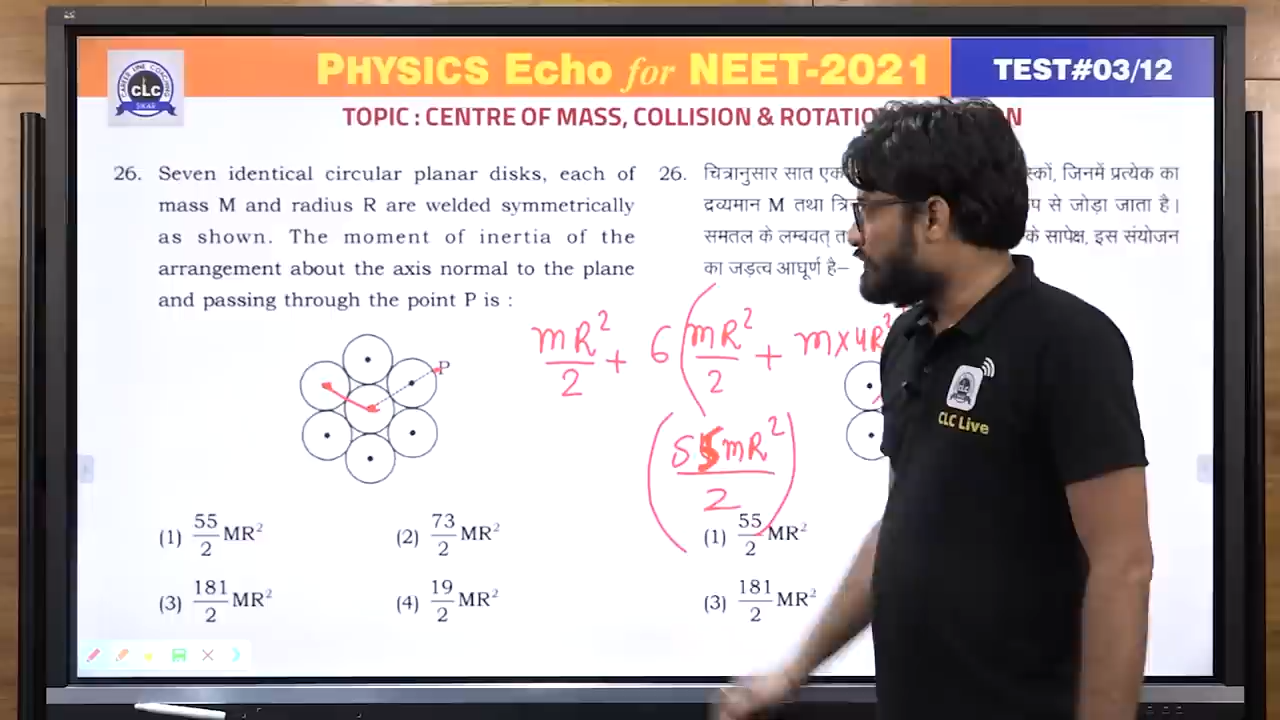 PHYSICS Echo for NEET-2021
TEST#03/12
CLC
SIKAR
TOPIC : CENTRE OF MASS, COLLISION & ROTATIO N
26. Seven identical circular planar disks, each of
mass M and radius R are welded symmetrically
as shown. The moment of inertia of the
arrangement about the axis normal to the plane
and passing through the point P is :
P
(1) 55/2 MR² (2) 73/2 MR²
(3) 181/2 MR² (4) 19/2 MR²
26. चित्रानुसार सात एक स्कों, जिनमें प्रत्येक का
द्रव्यमान M तथा से जोड़ा जाता है।
समतल के लम्बवत् के सापेक्ष, इस संयोजन
का जड़त्व आघूर्ण है–
mR²/2 + 6(mR²/2 + m×4R²
(55mR²/2)
(1) 55/2 MR²
(3) 181/2 MR²
CLC
CLC Live